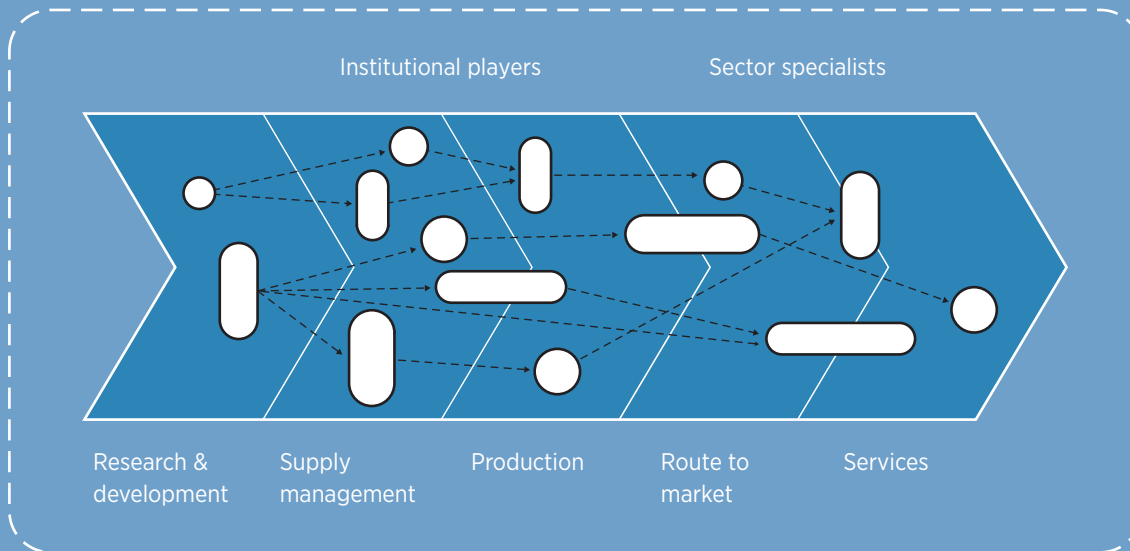 Institutional players
Sector specialists
Research &
development
Supply
management
Production
Route to
market
Services